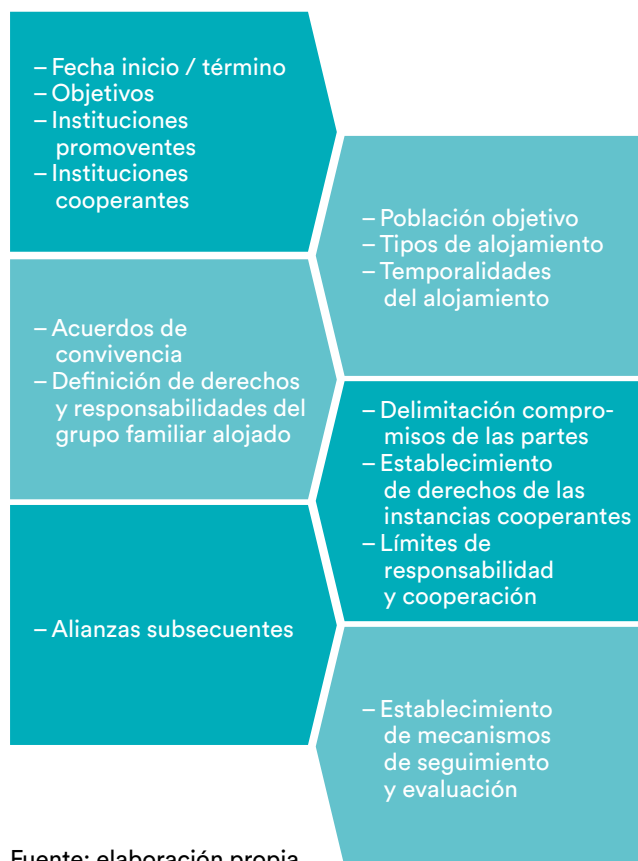 – Fecha inicio / término
– Objetivos
– Instituciones
promoventes
– Instituciones
cooperantes
– Población objetivo
– Tipos de alojamiento
– Temporalidades
del alojamiento
– Acuerdos de
convivencia
– Definición de derechos
y responsabilidades del
grupo familiar alojado
– Delimitación compro-
misos de las partes
– Establecimiento
de derechos de las
instancias cooperantes
– Límites de
responsabilidad
y cooperación
– Alianzas subsecuentes
– Establecimiento
de mecanismos
de seguimiento
y evaluación
Fuente: elaboración propia